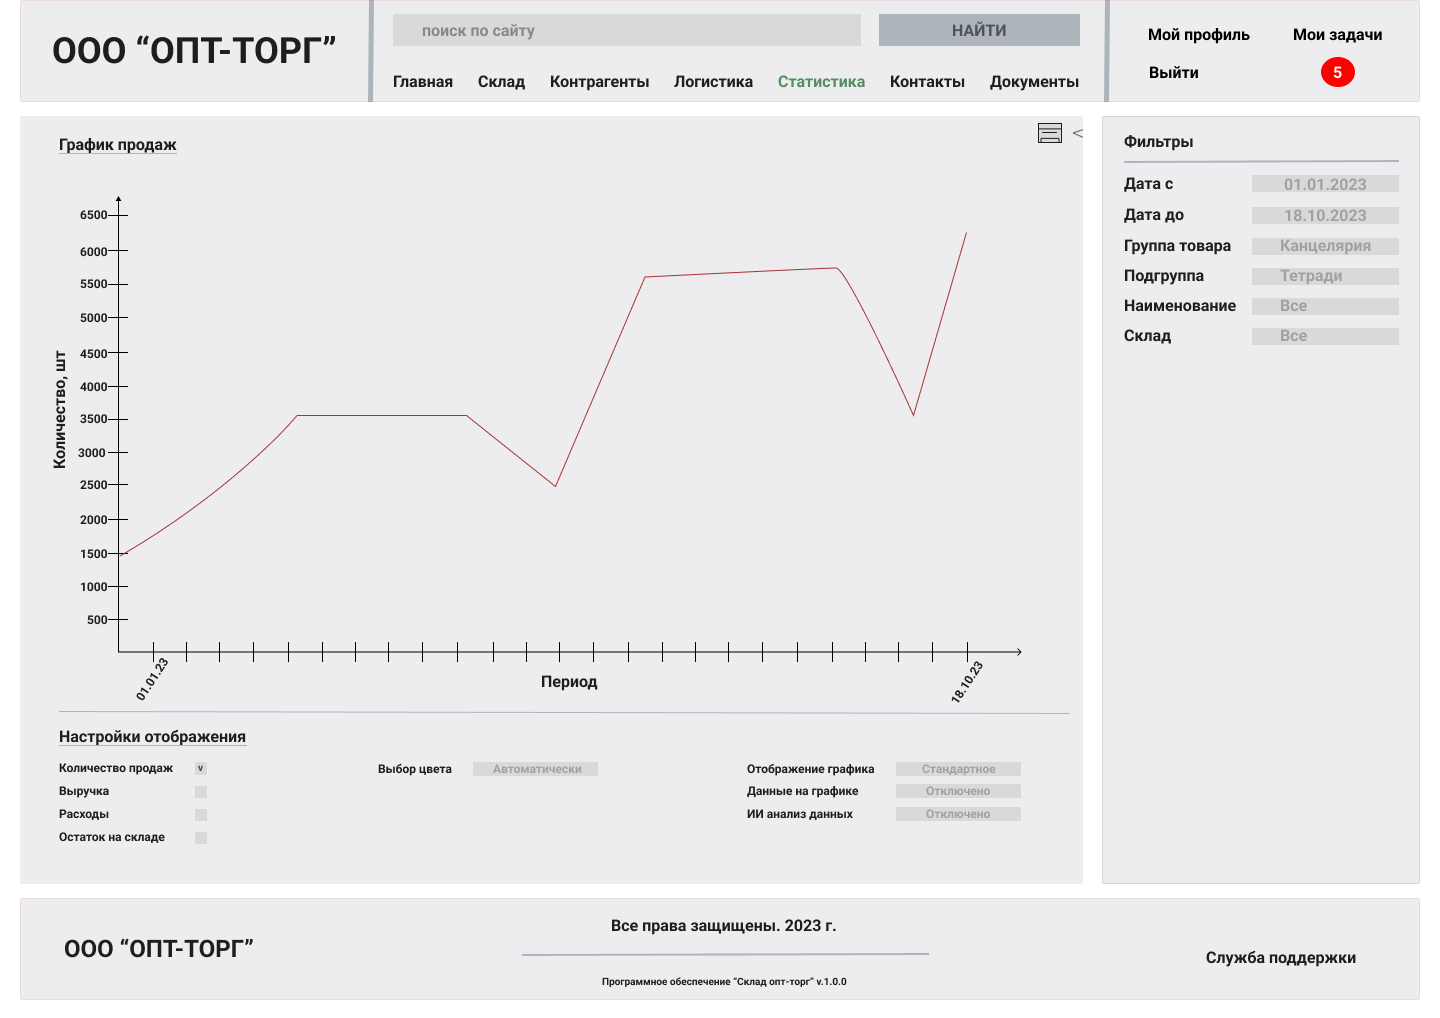 ООО “ОПТ-ТОРГ”
поиск по сайту
НАЙТИ
Главная Склад Контрагенты Логистика Статистика Контакты Документы
Мой профиль Мои задачи
Выйти 5
График продаж
<
6500
6000
5500
5000
4500
4000
3500
3000
2500
2000
1500
1000
500
Количество, шт
01.01.23
18.10.23
Период
Настройки отображения
Количество продаж v
Выручка
Расходы
Остаток на складе
Выбор цвета Автоматически
Отображение графика Стандартное
Данные на графике Отключено
ИИ анализ данных Отключено
Фильтры
Дата с 01.01.2023
Дата до 18.10.2023
Группа товара Канцелярия
Подгруппа Тетради
Наименование Все
Склад Все
ООО “ОПТ-ТОРГ”
Все права защищены. 2023 г.
Программное обеспечение “Склад опт-торг” v.1.0.0
Служба поддержки